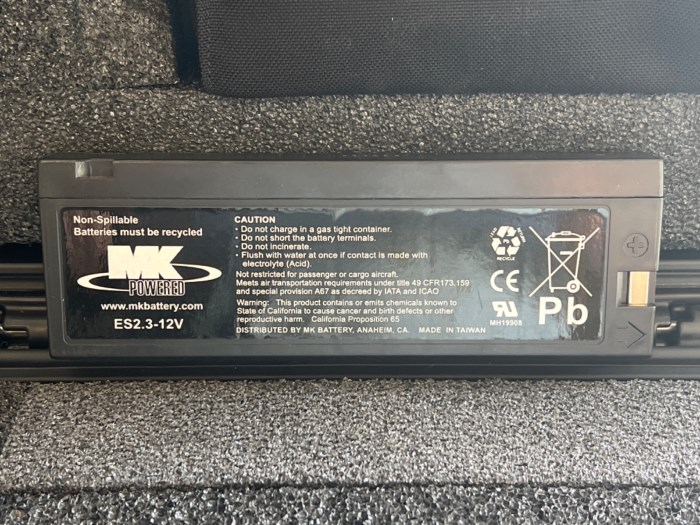 Non-Spillable
Batteries must be recycled
MK
POWERED
www.mkbattery.com
ES2.3-12V
CAUTION
· Do not charge in a gas tight container.
· Do not short the battery terminals.
· Do not incinerate.
· Flush with water at once if contact is made with
electrolyte (Acid).
Not restricted for passenger or cargo aircraft.
Meets air transportation requirements under title 49 CFR173.159
and special provision A67 as decreed by IATA and ICAO
Warning: This product contains or emits chemicals known to
State of California to cause cancer and birth defects or other
reproductive harm. California Proposition 65
DISTRIBUTED BY MK BATTERY, ANAHEIM, CA. MADE IN TAIWAN
RECYCLE
CE
MH19908
Pb
+